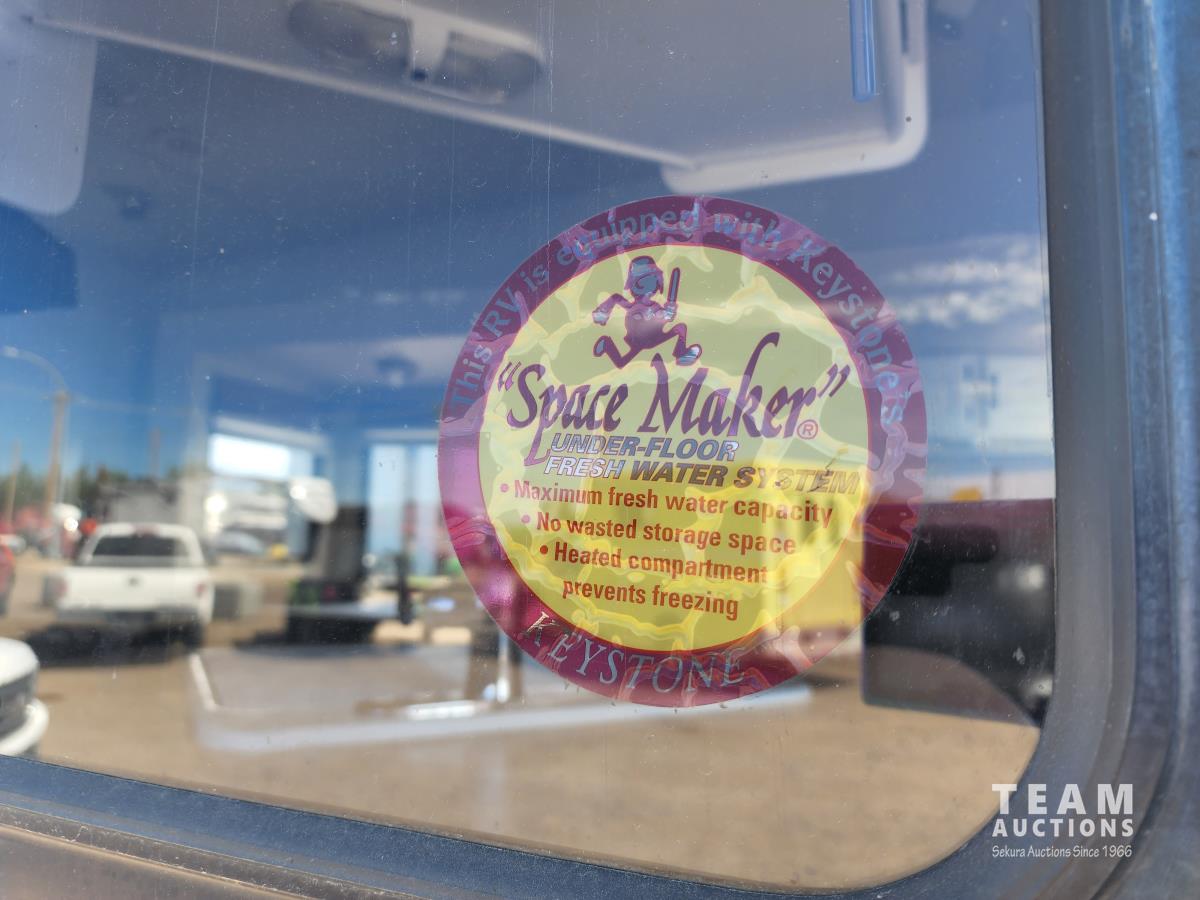 This RV is equipped with Keystone's
"Space Maker"®
UNDER-FLOOR
FRESH WATER SYSTEM
• Maximum fresh water capacity
• No wasted storage space
• Heated compartment
prevents freezing
KEYSTONE
TEAM
AUCTIONS
Sekura Auctions Since 1966